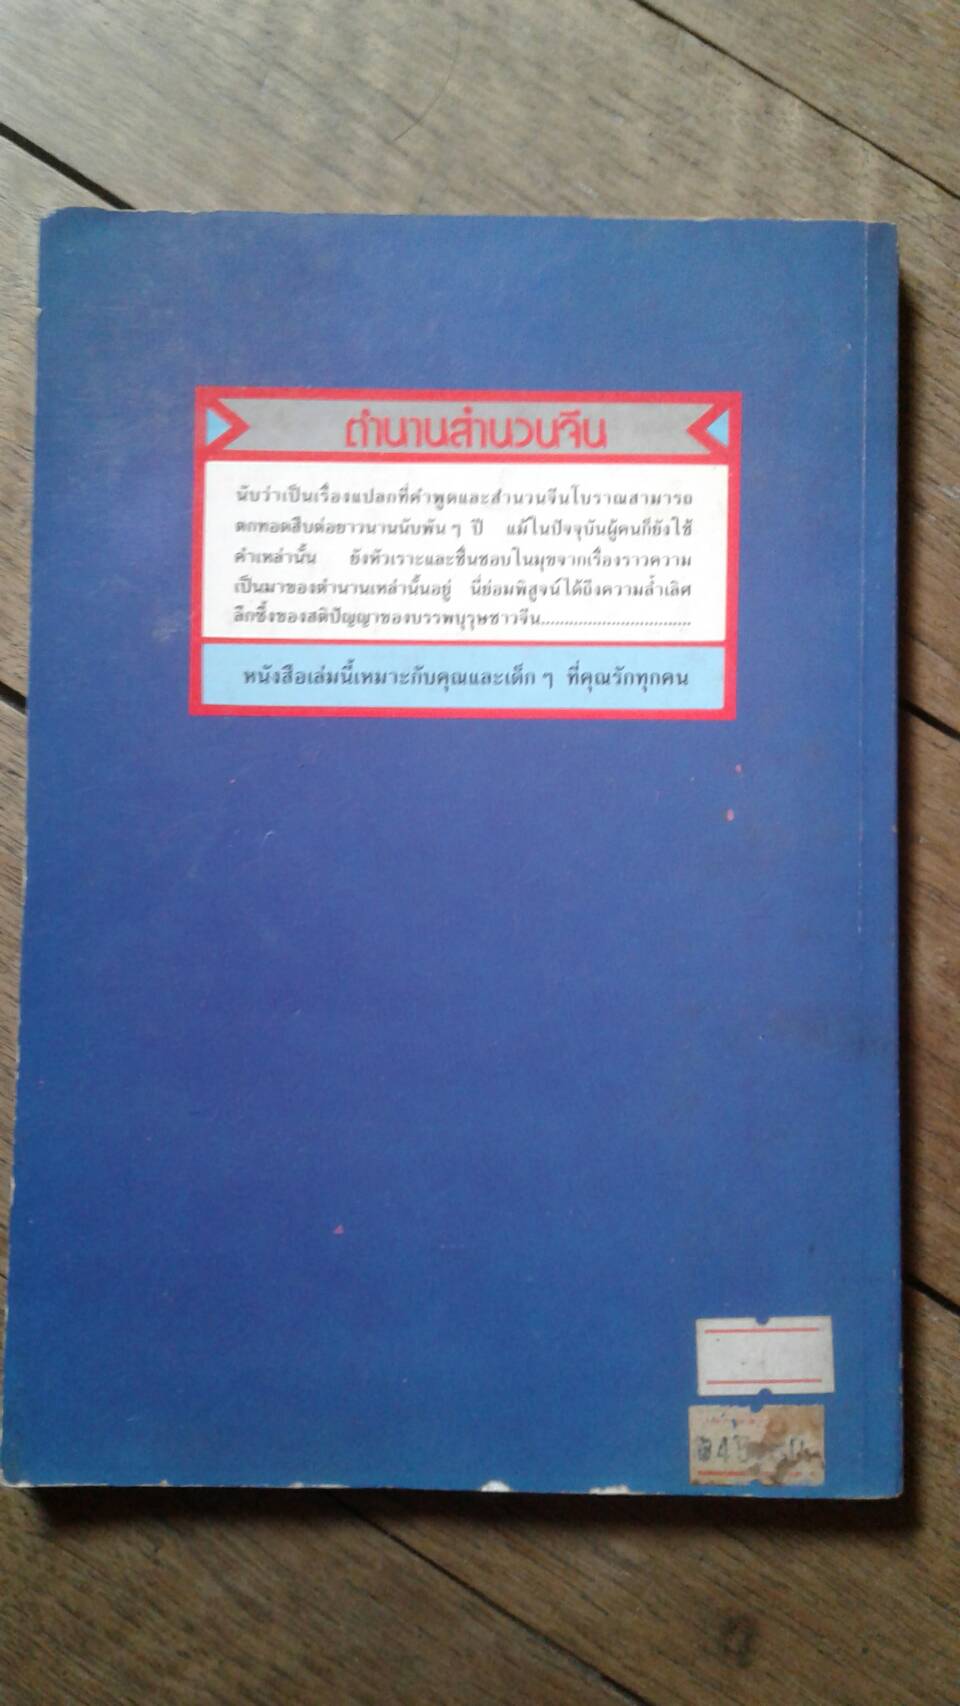 ตำนานสำนวนจีน
นับว่าเป็นเรื่องแปลกที่คำพูดและสำนวนจีนโบราณสามารถ
ตกทอดสืบต่อยาวนานนับพัน ๆ ปี แม้ในปัจจุบันผู้คนก็ยังใช้
คำเหล่านั้น ยังหัวเราะและชื่นชอบในมุขจากเรื่องราวความ
เป็นมาของตำนานเหล่านั้นอยู่ นี่ย่อมพิสูจน์ได้ถึงความล้ำเลิศ
ลึกซึ้งของสติปัญญาของบรรพบุรุษชาวจีน................................
หนังสือเล่มนี้เหมาะกับคุณและเด็ก ๆ ที่คุณรักทุกคน